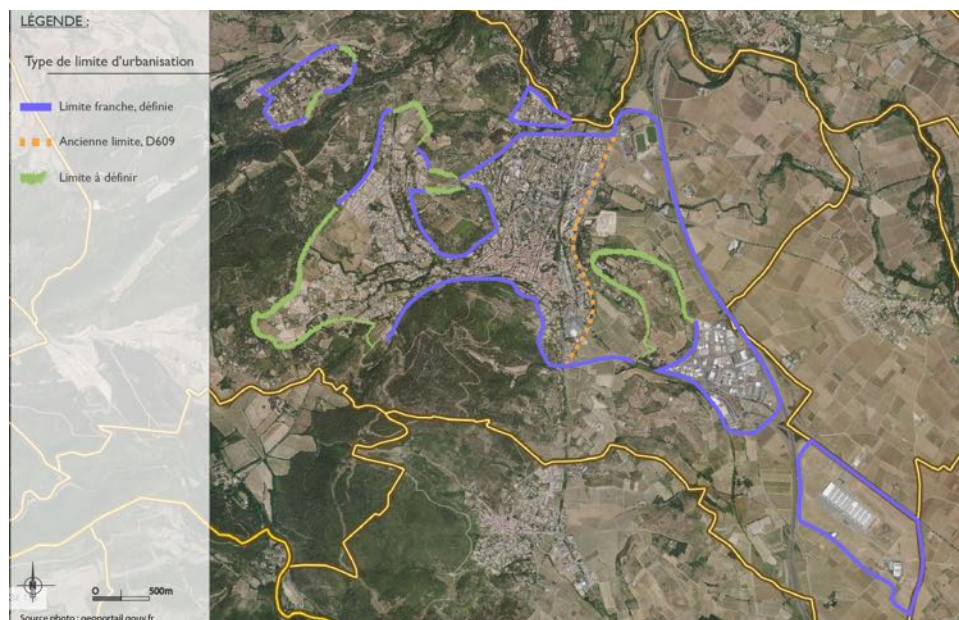 LÉGENDE :
Type de limite d'urbanisation
Limite franche, définie
Ancienne limite, D609
Limite à définir
N
0 500m
Source photo : geoportail.gouv.fr